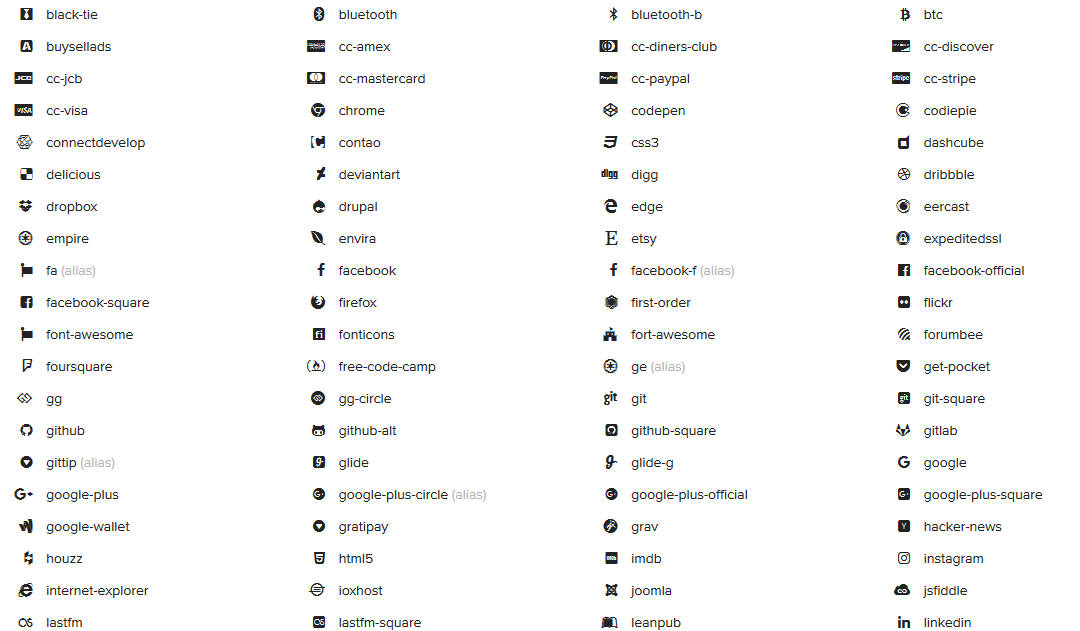 black-tie bluetooth bluetooth-b btc
buysellads cc-amex cc-diners-club cc-discover
cc-jcb cc-mastercard cc-paypal cc-stripe
cc-visa chrome codepen codiepie
connectdevelop contao css3 dashcube
delicious deviantart digg dribbble
dropbox drupal edge eercast
empire envira etsy expeditedssl
fa (alias) facebook facebook-f (alias) facebook-official
facebook-square firefox first-order flickr
font-awesome fonticons fort-awesome forumbee
foursquare free-code-camp ge (alias) get-pocket
gg gg-circle git git-square
github github-alt github-square gitlab
gittip (alias) glide glide-g google
google-plus google-plus-circle (alias) google-plus-official google-plus-square
google-wallet gratipay grav hacker-news
houzz html5 imdb instagram
internet-explorer ioxhost joomla jsfiddle
lastfm lastfm-square leanpub linkedin